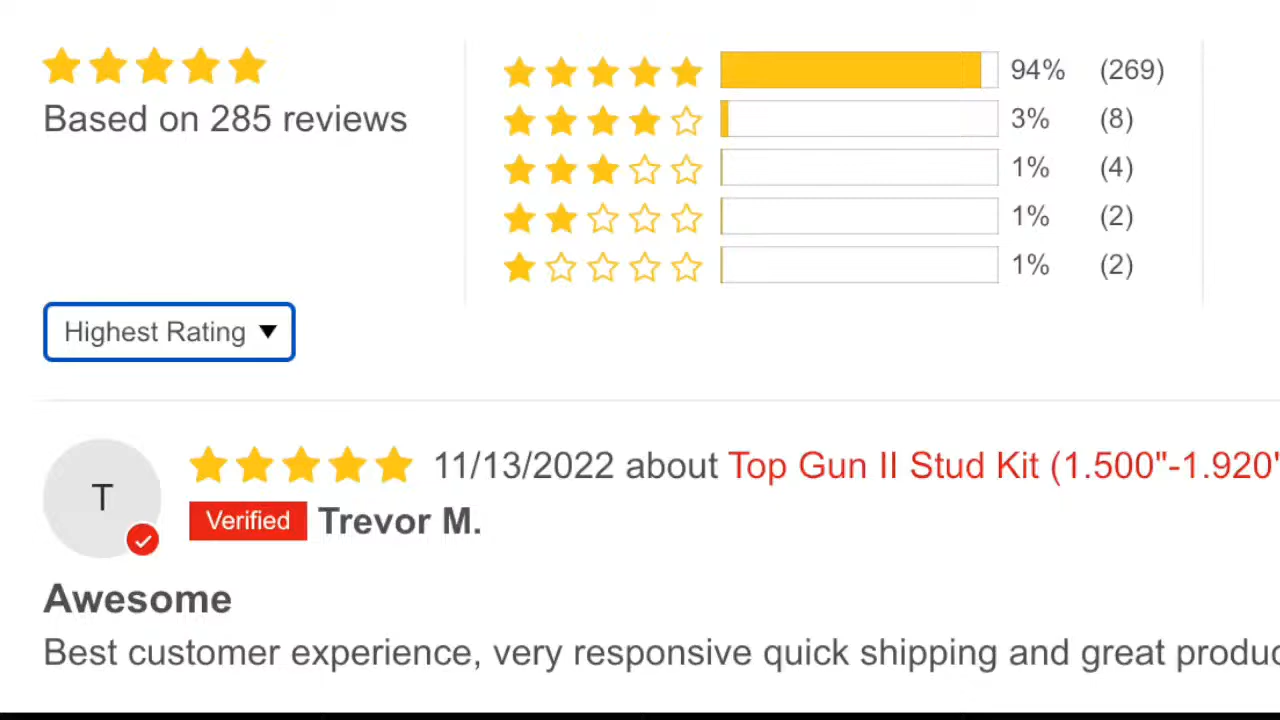 94% (269)
Based on 285 reviews
3% (8)
1% (4)
1% (2)
1% (2)
Highest Rating
T
11/13/2022 about Top Gun II Stud Kit (1.500"-1.920"
Verified Trevor M.
Awesome
Best customer experience, very responsive quick shipping and great produc